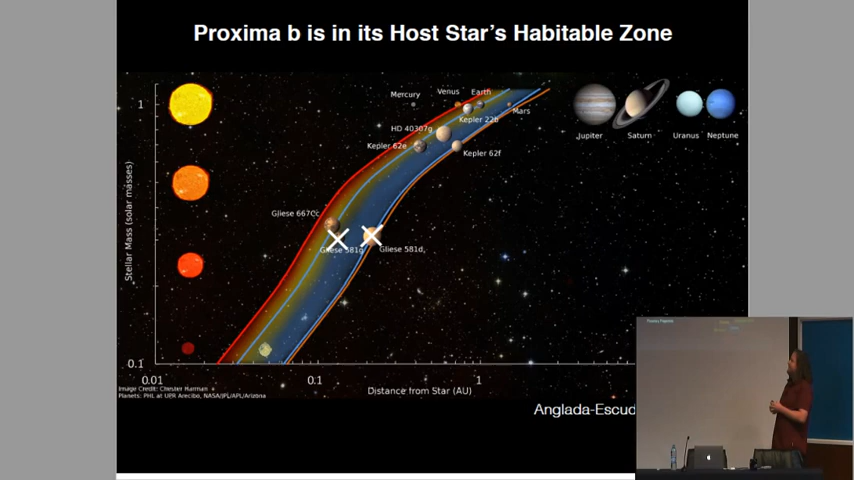 Proxima b is in its Host Star's Habitable Zone
Mercury
Venus
Earth
Mars
Kepler 22b
HD 40307g
Kepler 62e
Kepler 62f
Jupiter
Saturn
Uranus
Neptune
Gliese 667Cc
Gliese 581g
Gliese 581d
Stellar Mass (solar masses)
1
0.1
0.01
0.1
1
Distance from Star (AU)
Image Credit: Chester Harman
Planets: PHL at UPR Arecibo, NASA/JPL/APL/Arizona
Anglada-Escud